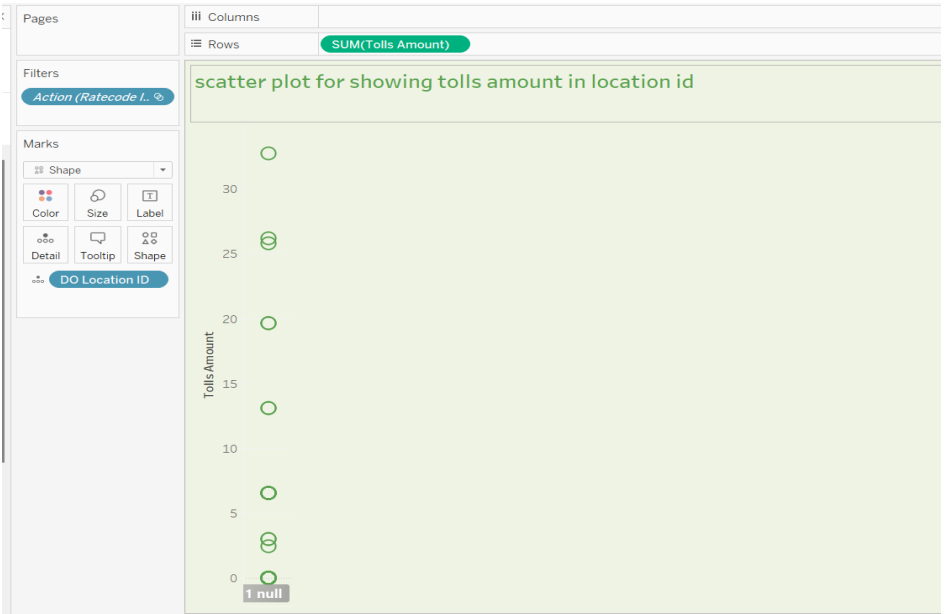 Pages
Columns
Rows
SUM(Tolls Amount)
Filters
Action (Ratecode I..
Marks
Shape
Color
Size
Label
Detail
Tooltip
Shape
DO Location ID
scatter plot for showing tolls amount in location id
Tolls Amount
30
25
20
15
10
5
0
1 null